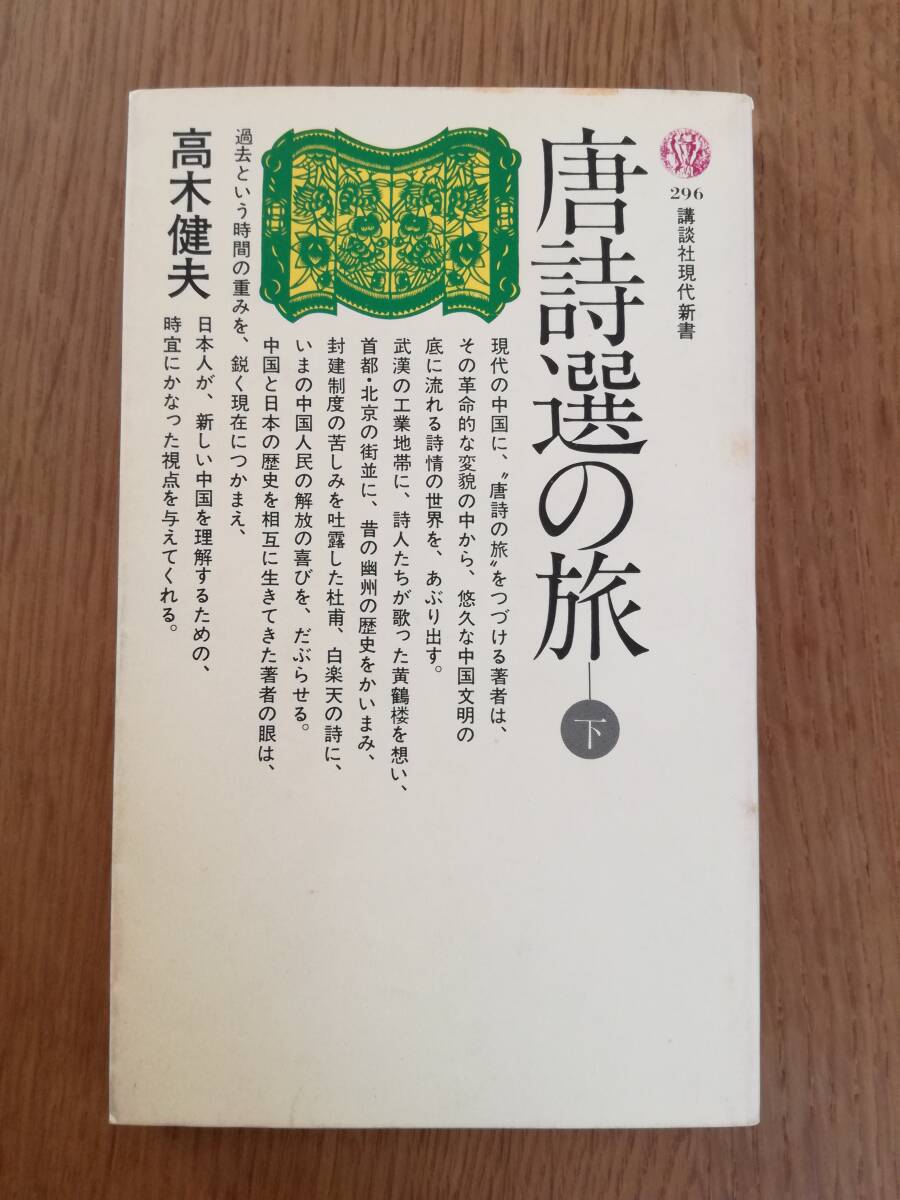 296
講談社現代新書
唐詩選の旅
下
現代の中国に、〝唐詩の旅〟をつづける著者は、
その革命的な変貌の中から、悠久な中国文明の
底に流れる詩情の世界を、あぶり出す。
武漢の工業地帯に、詩人たちが歌った黄鶴楼を想い、
首都・北京の街並に、昔の幽州の歴史をかいまみ、
封建制度の苦しみを吐露した杜甫、白楽天の詩に、
いまの中国人民の解放の喜びを、だぶらせる。
中国と日本の歴史を相互に生きてきた著者の眼は、
過去という時間の重みを、鋭く現在につかまえ、
日本人が、新しい中国を理解するための、
時宜にかなった視点を与えてくれる。
高木健夫